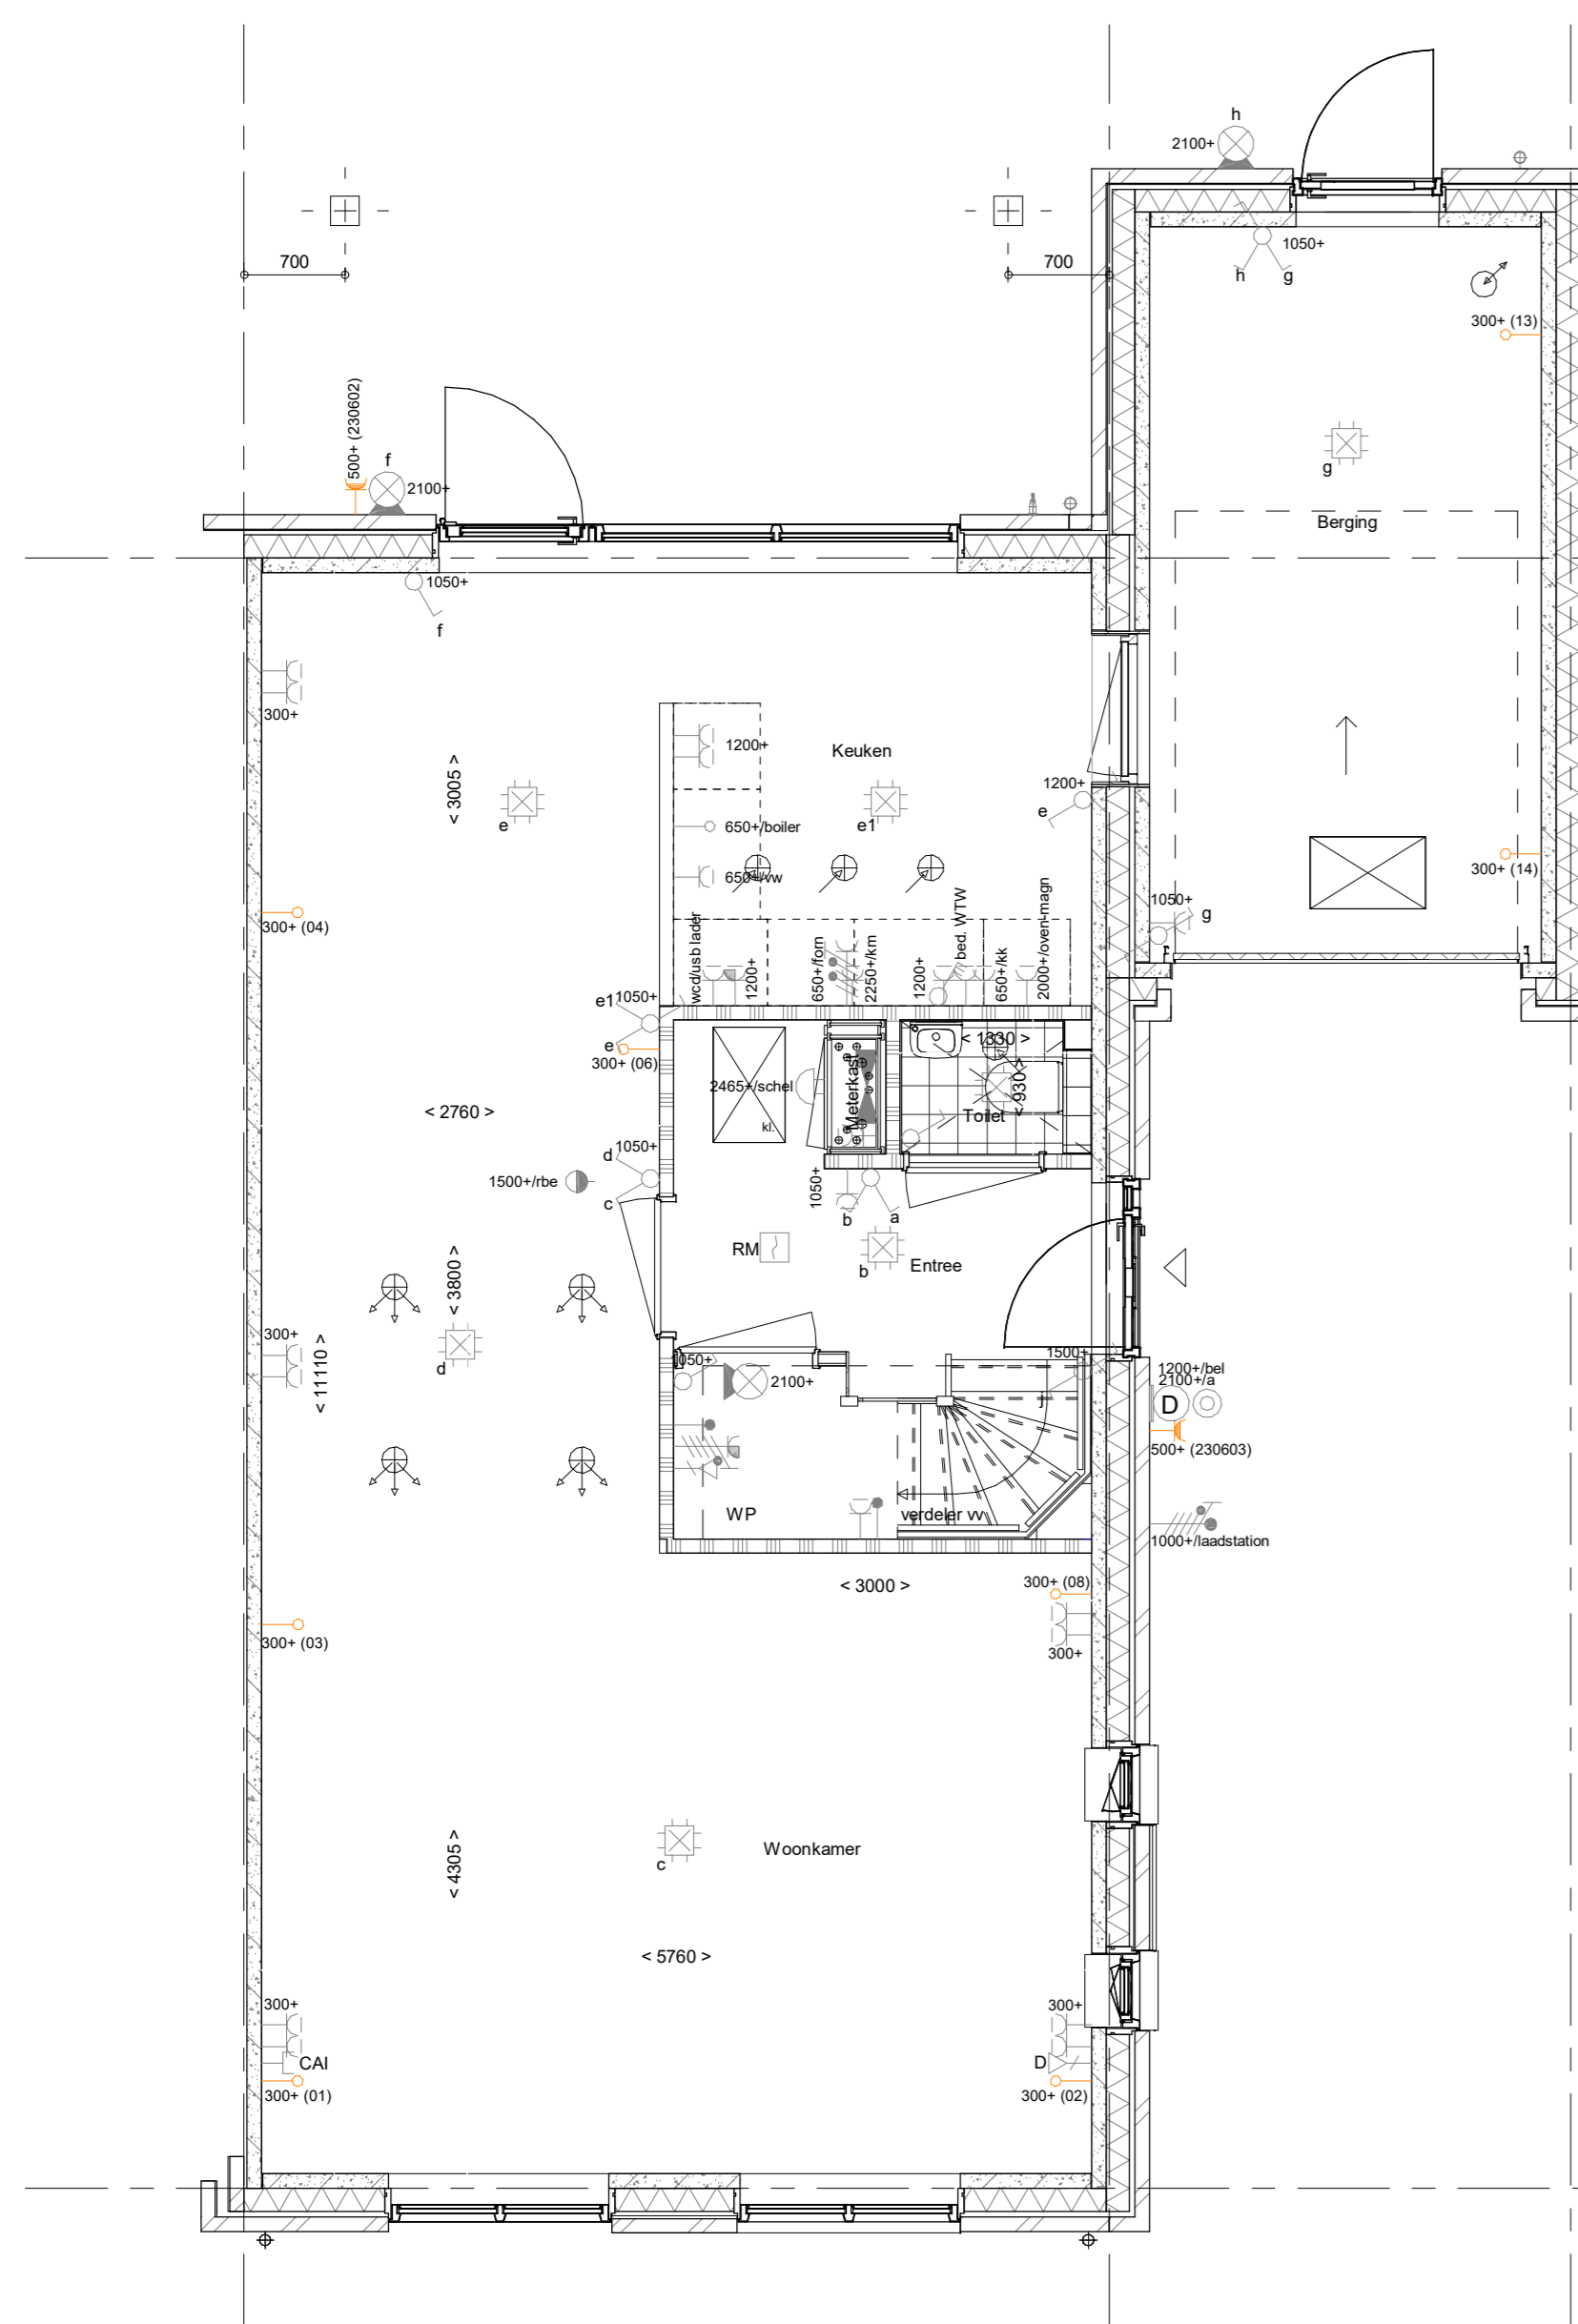 h
2100+
1050+
h
g
700
700
300+ (13)
500+ (230602)
f
2100+
g
Berging
1050+
f
300+
1200+
Keuken
< 3005 >
1200+
e
e
e1
650+/boiler
650+/vw
300+ (14)
1050+
g
300+ (04)
wcd/usb lader
1200+
650+/forn
2250+/km
1200+
bed. WTW
650+/kk
2000+/oven-magn
e1
1050+
e
300+ (06)
< 1330 >
< 930 >
2465+/schel
Meterkast
Toilet
kl.
< 2760 >
d
1050+
1500+/rbe
c
1050+
b
a
RM
b
Entree
< 3800 >
300+
< 11110 >
d
1050+
2100+
1500+
j
1200+/bel
2100+/a
D
500+ (230603)
WP
verdeler vv
1000+/laadstation
< 3000 >
300+ (08)
300+
300+ (03)
c
Woonkamer
< 4305 >
< 5760 >
300+
300+
CAI
D
300+ (01)
300+ (02)